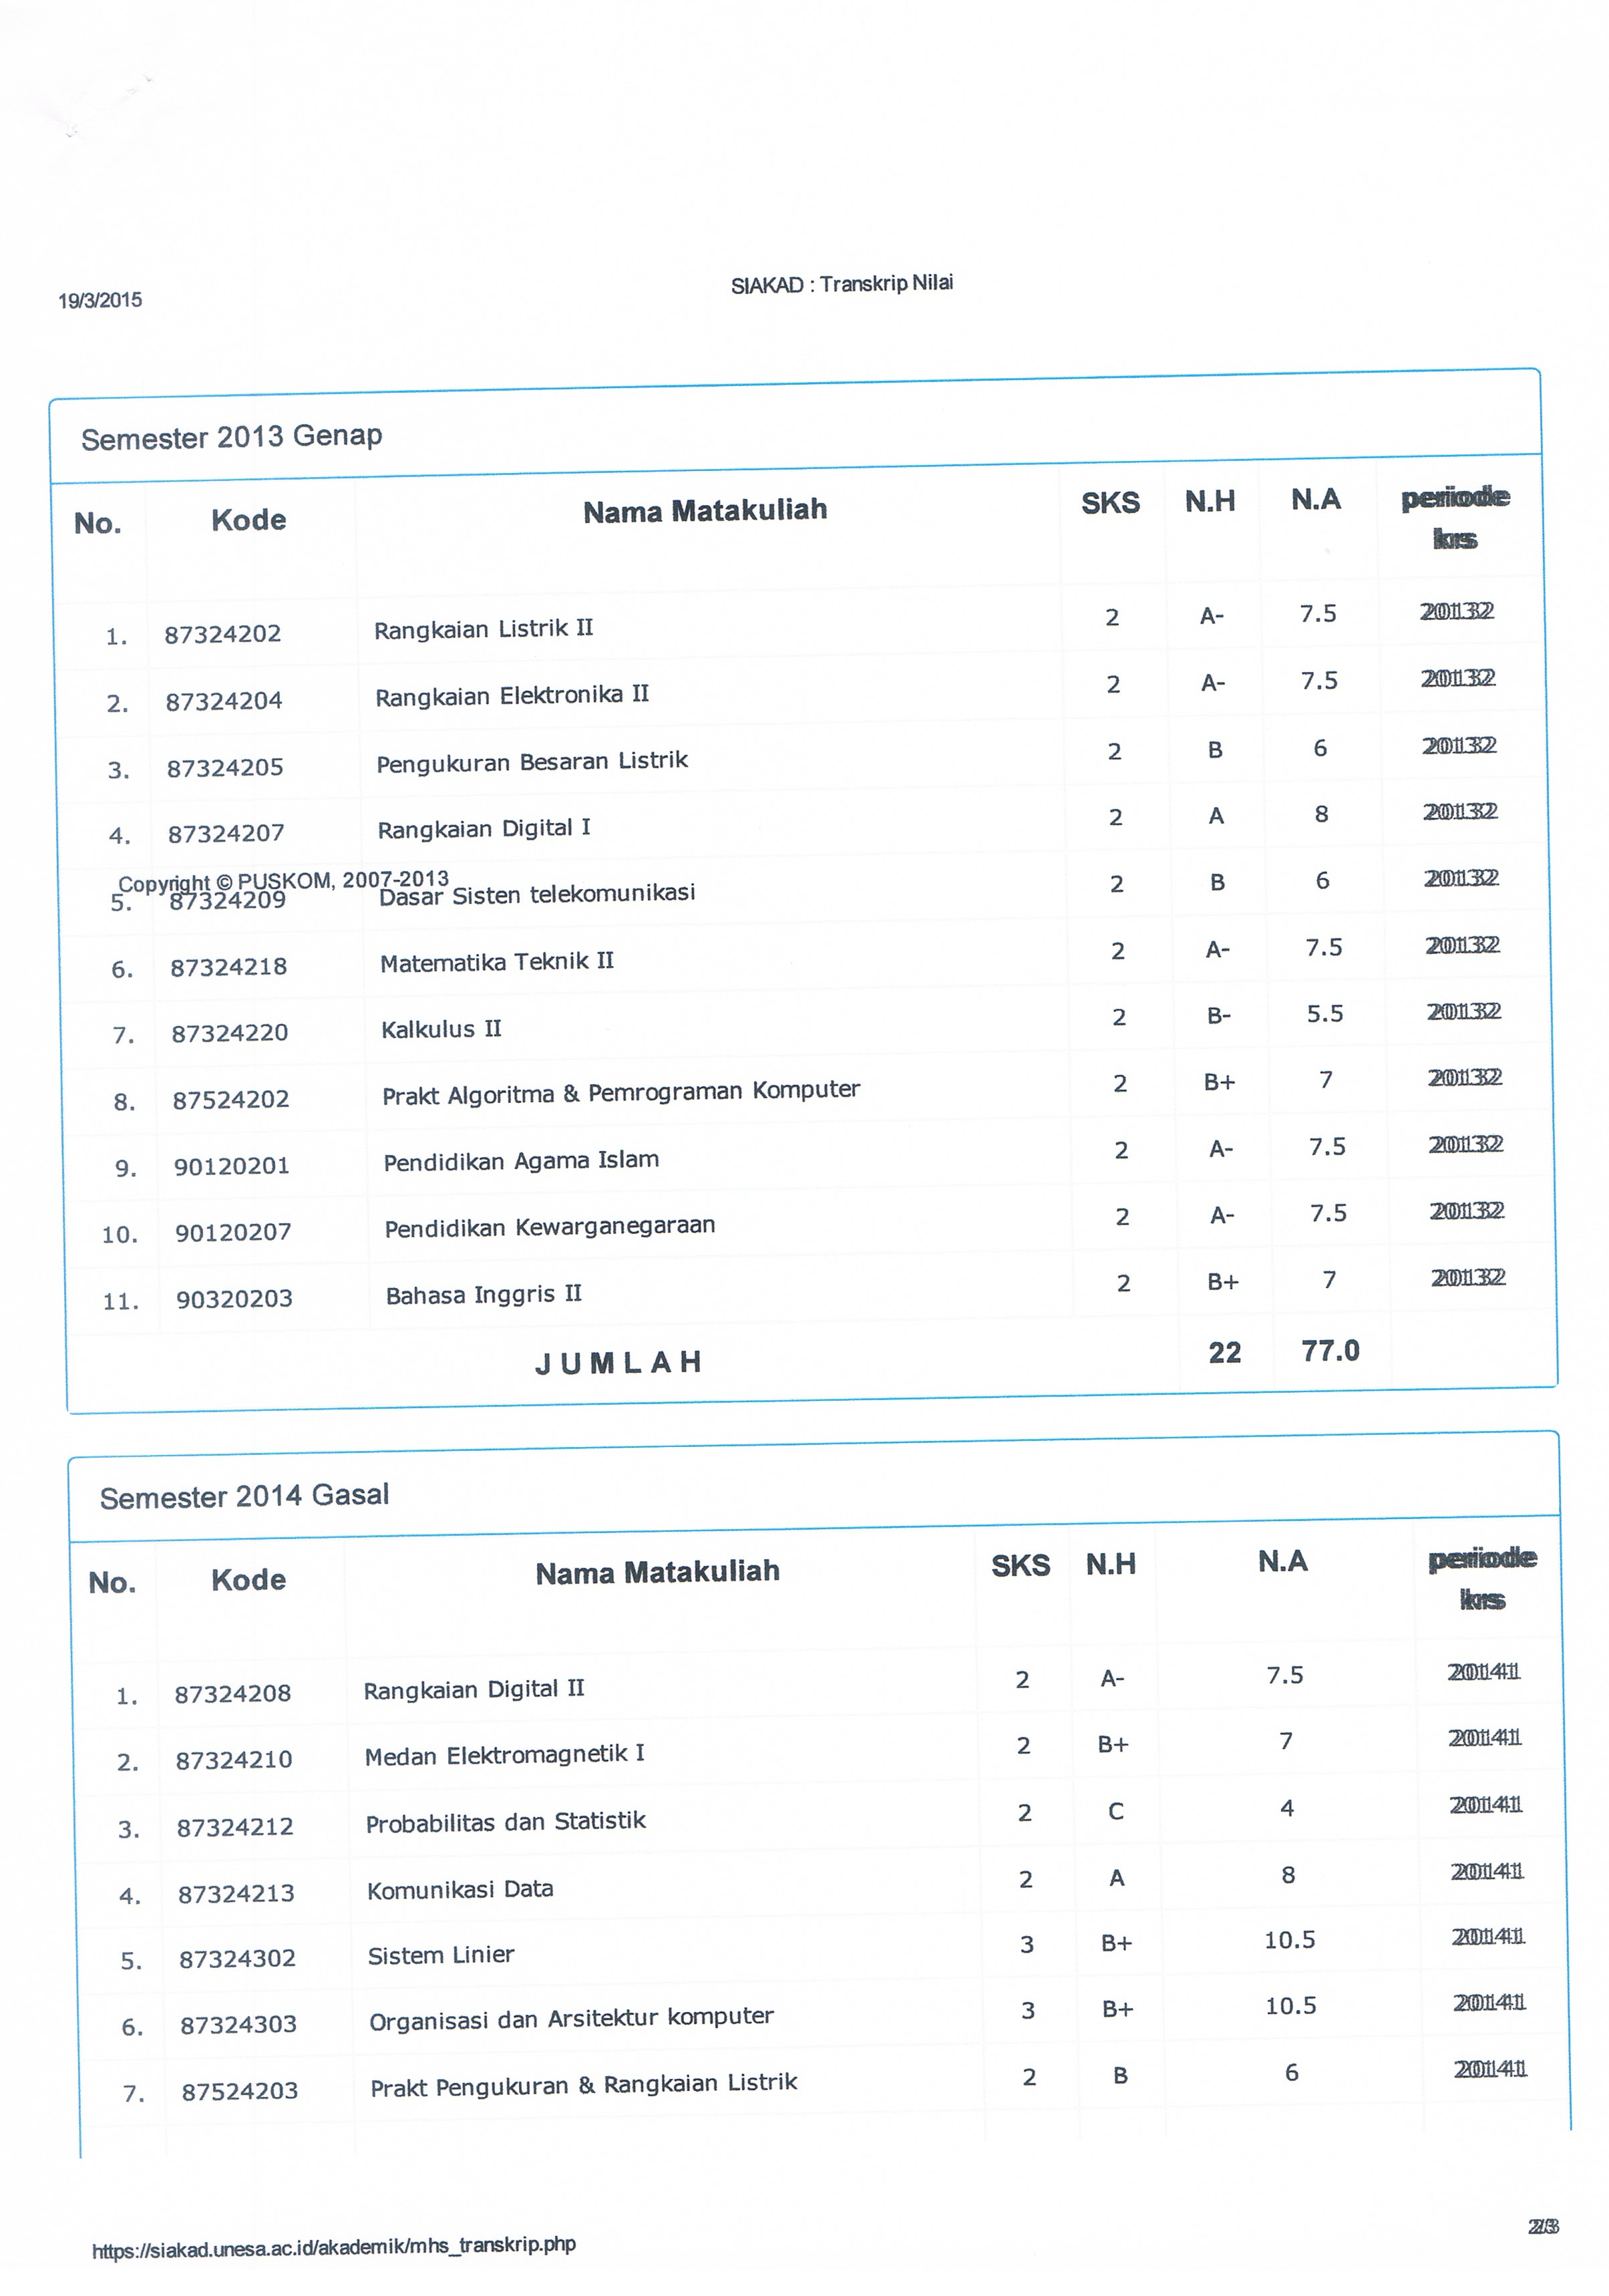 19/3/2015 SIAKAD : Transkrip Nilai
Semester 2013 Genap
No. Kode Nama Matakuliah SKS N.H N.A periode
krs
1. 87324202 Rangkaian Listrik II 2 A- 7.5 20132
2. 87324204 Rangkaian Elektronika II 2 A- 7.5 20132
3. 87324205 Pengukuran Besaran Listrik 2 B 6 20132
4. 87324207 Rangkaian Digital I 2 A 8 20132
Copyright © PUSKOM, 2007-2013
5. 87324209 Dasar Sisten telekomunikasi 2 B 6 20132
6. 87324218 Matematika Teknik II 2 A- 7.5 20132
7. 87324220 Kalkulus II 2 B- 5.5 20132
8. 87524202 Prakt Algoritma & Pemrograman Komputer 2 B+ 7 20132
9. 90120201 Pendidikan Agama Islam 2 A- 7.5 20132
10. 90120207 Pendidikan Kewarganegaraan 2 A- 7.5 20132
11. 90320203 Bahasa Inggris II 2 B+ 7 20132
J U M L A H 22 77.0
Semester 2014 Gasal
No. Kode Nama Matakuliah SKS N.H N.A periode
krs
1. 87324208 Rangkaian Digital II 2 A- 7.5 20141
2. 87324210 Medan Elektromagnetik I 2 B+ 7 20141
3. 87324212 Probabilitas dan Statistik 2 C 4 20141
4. 87324213 Komunikasi Data 2 A 8 20141
5. 87324302 Sistem Linier 3 B+ 10.5 20141
6. 87324303 Organisasi dan Arsitektur komputer 3 B+ 10.5 20141
7. 87524203 Prakt Pengukuran & Rangkaian Listrik 2 B 6 20141
https://siakad.unesa.ac.id/akademik/mhs_transkrip.php 2/3